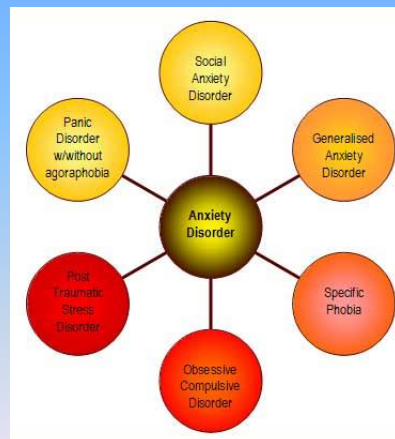 Social
Anxiety
Disorder
Panic
Disorder
w/without
agoraphobia
Generalised
Anxiety
Disorder
Anxiety
Disorder
Post
Traumatic
Stress
Disorder
Specific
Phobia
Obsessive
Compulsive
Disorder